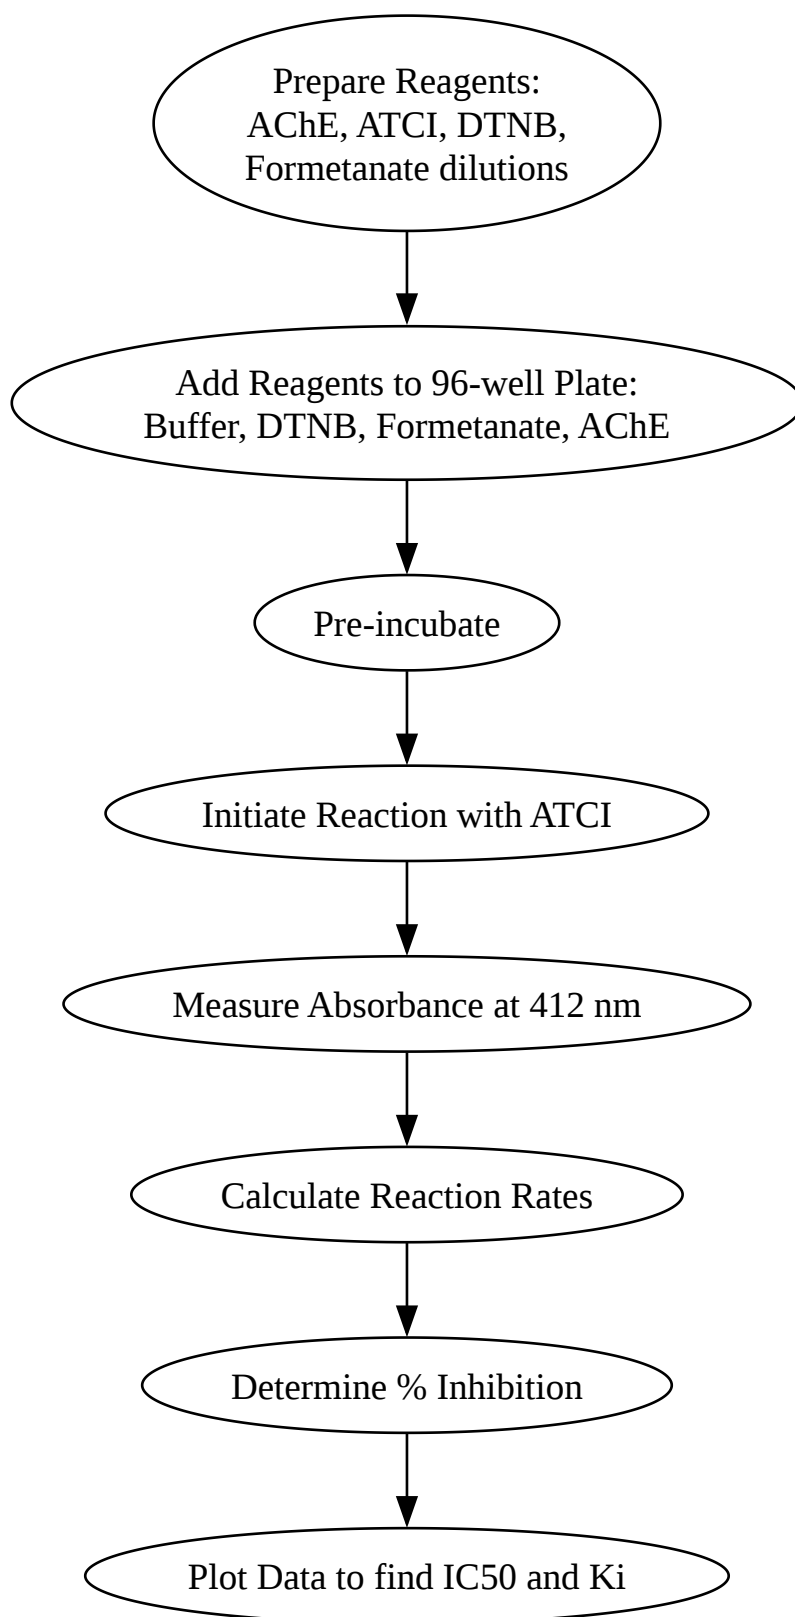 Prepare Reagents:
AChE, ATCI, DTNB,
Formetanate dilutions
Add Reagents to 96-well Plate:
Buffer, DTNB, Formetanate, AChE
Pre-incubate
Initiate Reaction with ATCI
Measure Absorbance at 412 nm
Calculate Reaction Rates
Determine % Inhibition
Plot Data to find IC50 and Ki